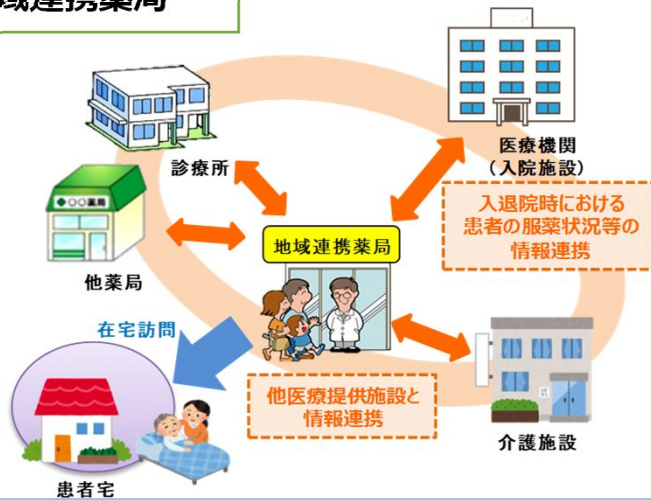 域連携薬局
診療所
医療機関
(入院施設)
入退院時における
患者の服薬状況等の
情報連携
○○薬局
他薬局
地域連携薬局
在宅訪問
他医療提供施設と
情報連携
介護施設
患者宅